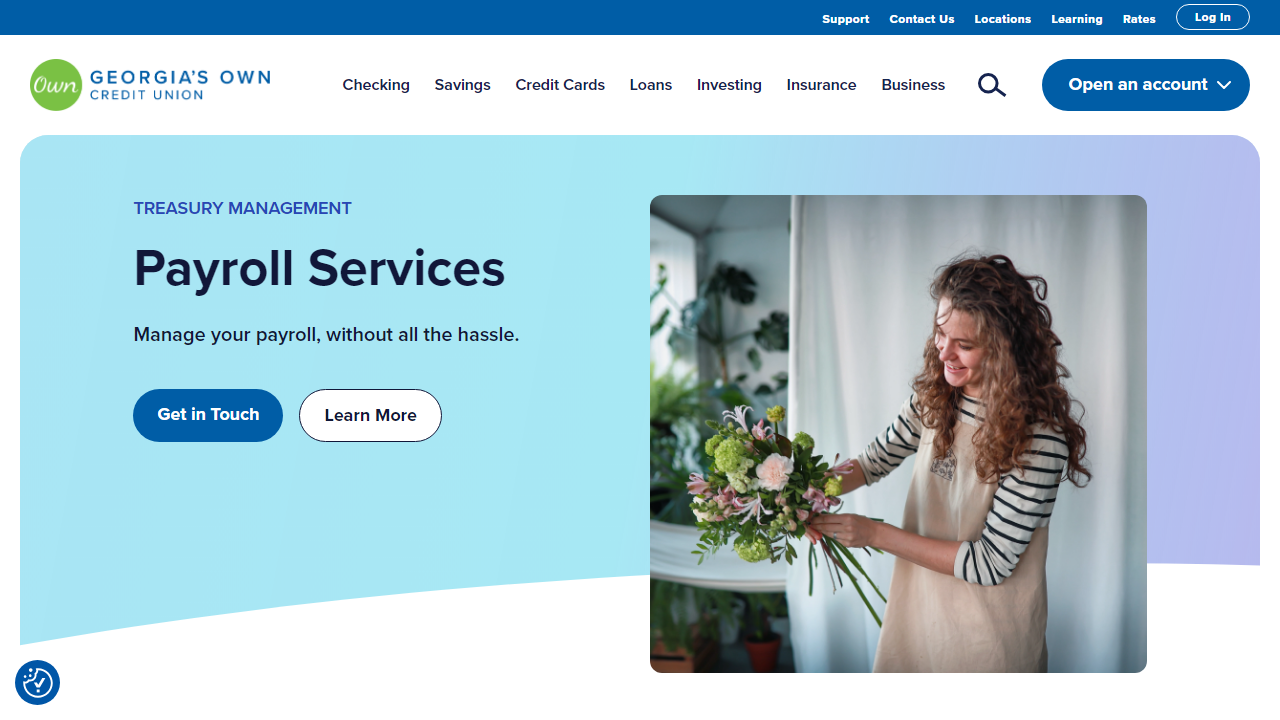 Support Contact Us Locations Learning Rates Log In
Own GEORGIA'S OWN
CREDIT UNION
Checking Savings Credit Cards Loans Investing Insurance Business Open an account
TREASURY MANAGEMENT
Payroll Services
Manage your payroll, without all the hassle.
Get in Touch Learn More